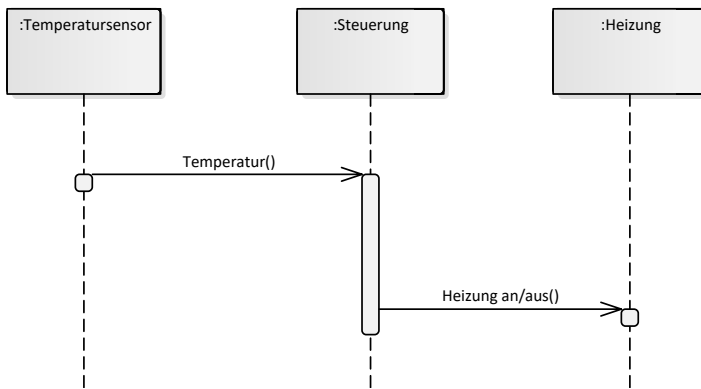 :Temperatursensor
:Steuerung
:Heizung
Temperatur()
Heizung an/aus()